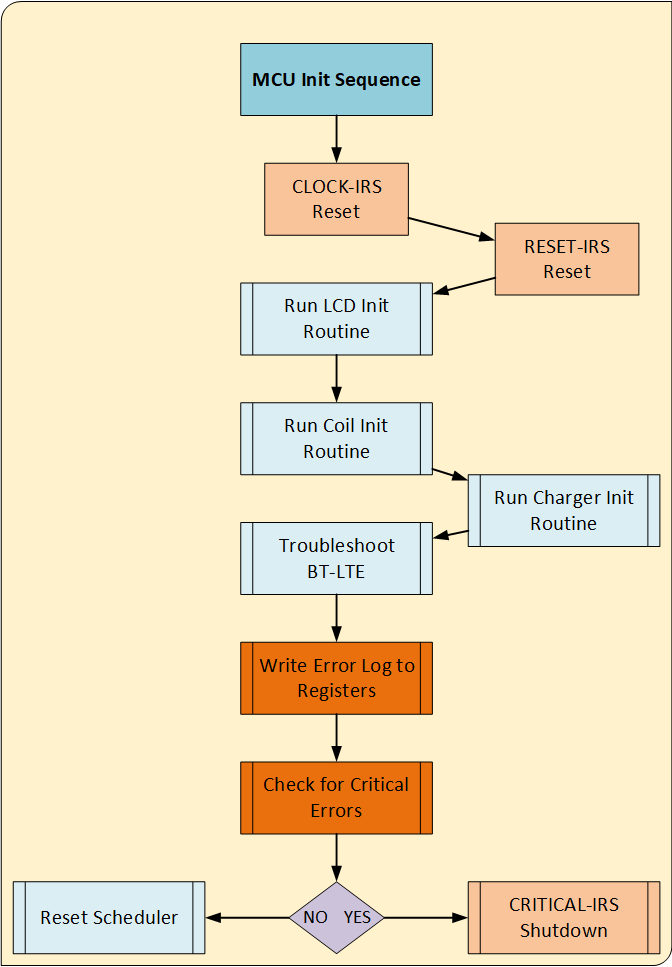 MCU Init Sequence
CLOCK-IRS
Reset
RESET-IRS
Reset
Run LCD Init
Routine
Run Coil Init
Routine
Run Charger Init
Routine
Troubleshoot
BT-LTE
Write Error Log to
Registers
Check for Critical
Errors
Reset Scheduler
NO YES
CRITICAL-IRS
Shutdown